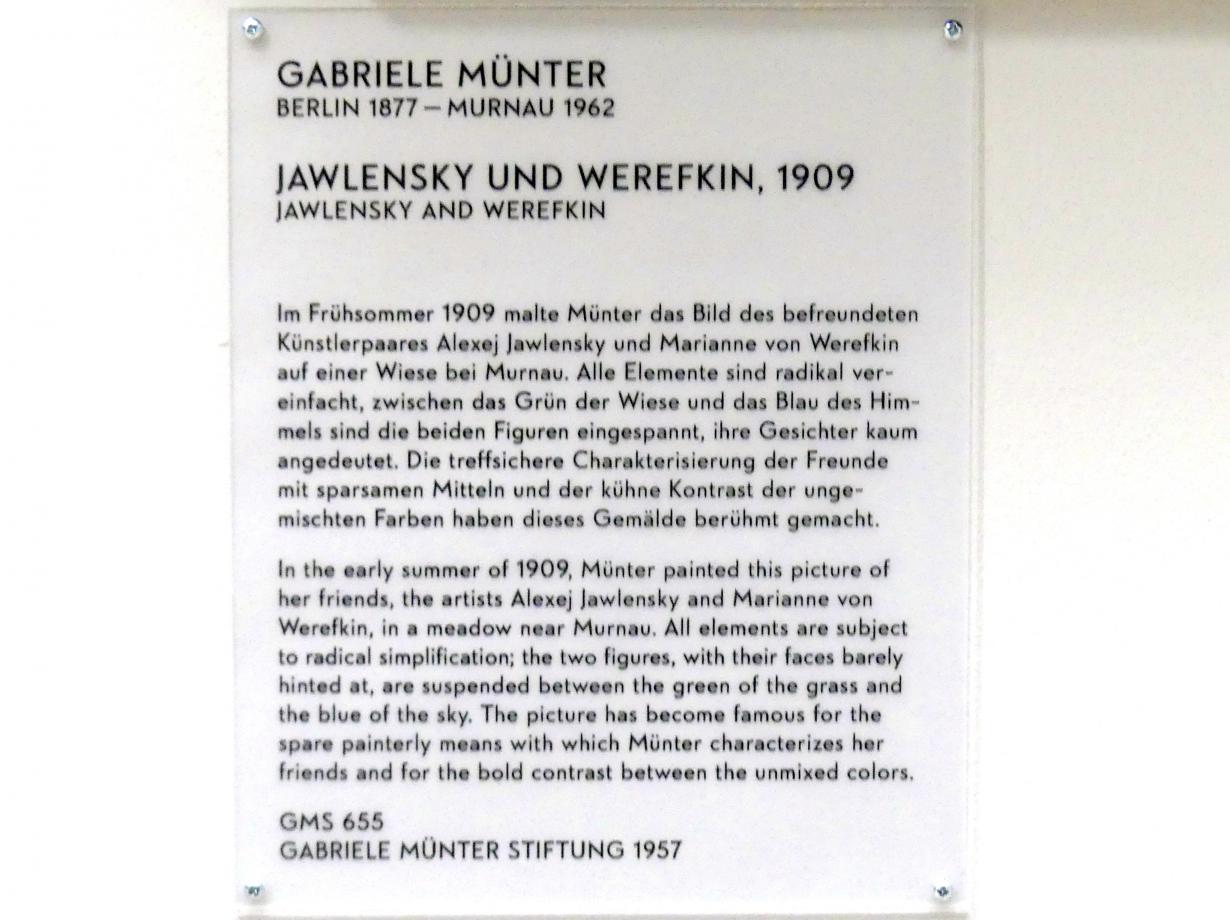 GABRIELE MÜNTER
BERLIN 1877 – MURNAU 1962
JAWLENSKY UND WEREFKIN, 1909
JAWLENSKY AND WEREFKIN
Im Frühsommer 1909 malte Münter das Bild des befreundeten
Künstlerpaares Alexej Jawlensky und Marianne von Werefkin
auf einer Wiese bei Murnau. Alle Elemente sind radikal ver-
einfacht, zwischen das Grün der Wiese und das Blau des Him-
mels sind die beiden Figuren eingespannt, ihre Gesichter kaum
angedeutet. Die treffsichere Charakterisierung der Freunde
mit sparsamen Mitteln und der kühne Kontrast der unge-
mischten Farben haben dieses Gemälde berühmt gemacht.
In the early summer of 1909, Münter painted this picture of
her friends, the artists Alexej Jawlensky and Marianne von
Werefkin, in a meadow near Murnau. All elements are subject
to radical simplification; the two figures, with their faces barely
hinted at, are suspended between the green of the grass and
the blue of the sky. The picture has become famous for the
spare painterly means with which Münter characterizes her
friends and for the bold contrast between the unmixed colors.
GMS 655
GABRIELE MÜNTER STIFTUNG 1957